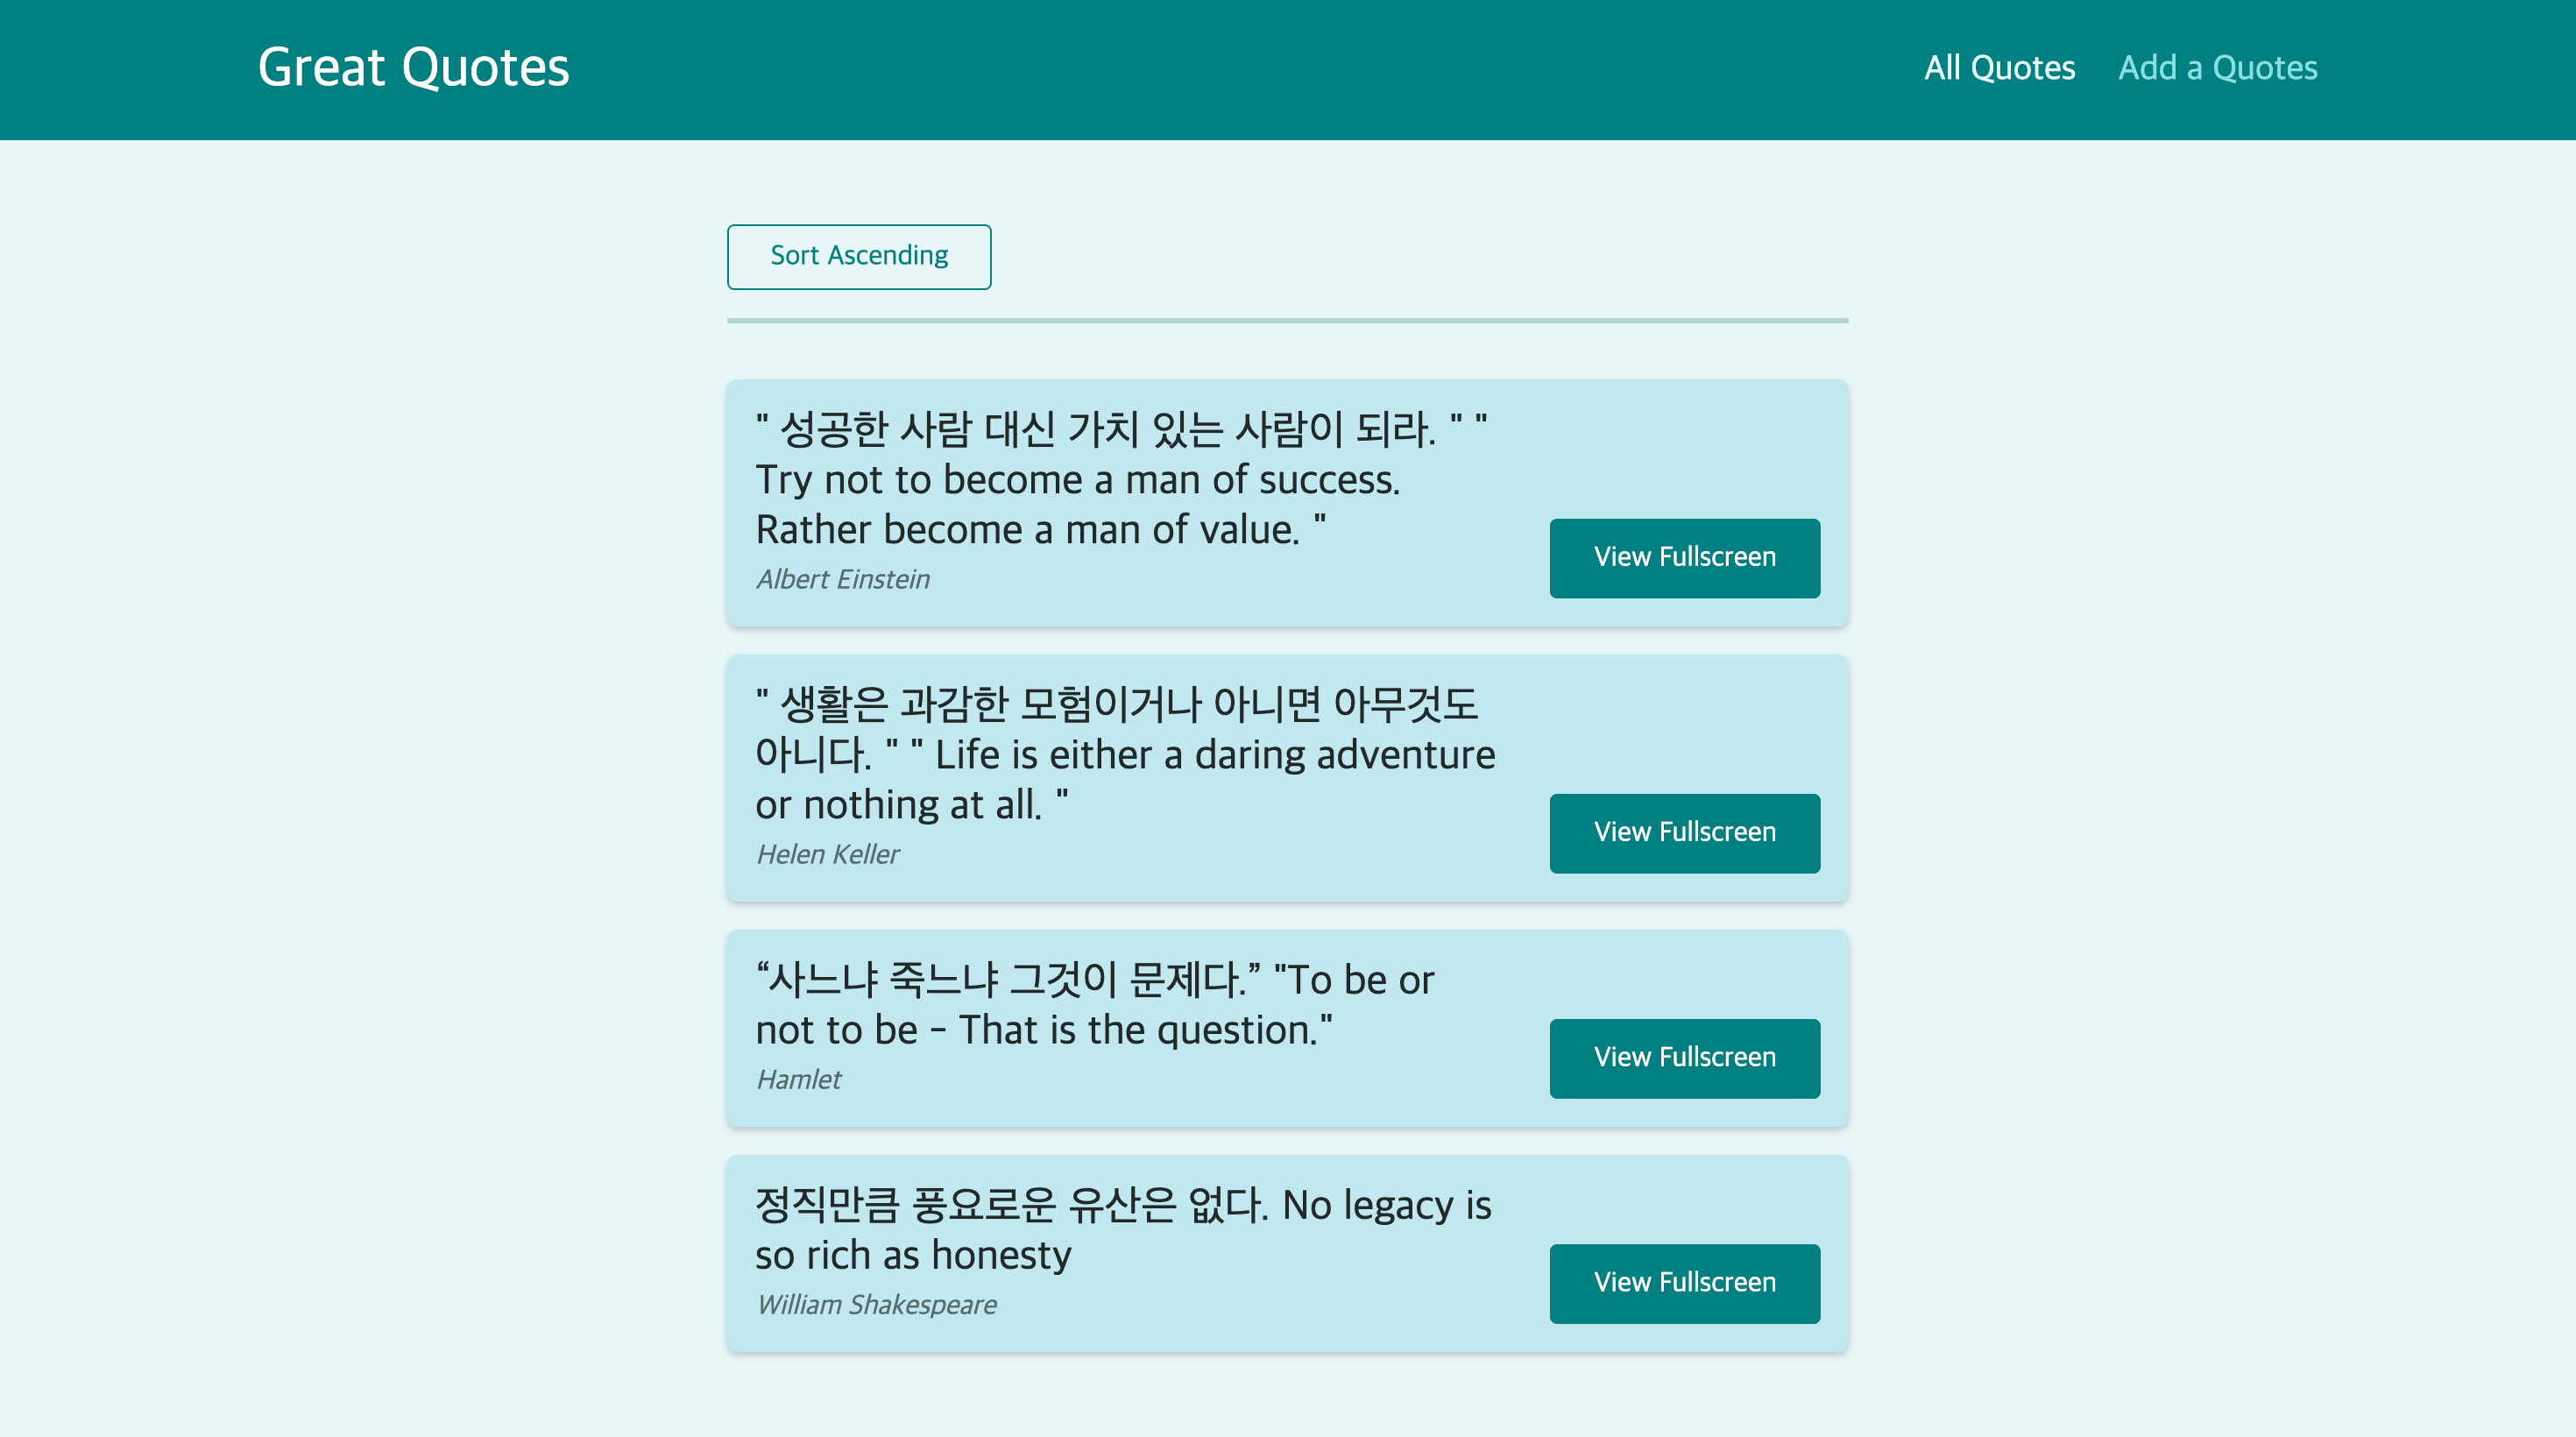 Great Quotes
All Quotes
Add a Quotes
Sort Ascending
" 성공한 사람 대신 가치 있는 사람이 되라. " "
Try not to become a man of success.
Rather become a man of value. "
Albert Einstein
View Fullscreen
" 생활은 과감한 모험이거나 아니면 아무것도
아니다. " " Life is either a daring adventure
or nothing at all. "
Helen Keller
View Fullscreen
“사느냐 죽느냐 그것이 문제다.” "To be or
not to be – That is the question."
Hamlet
View Fullscreen
정직만큼 풍요로운 유산은 없다. No legacy is
so rich as honesty
William Shakespeare
View Fullscreen